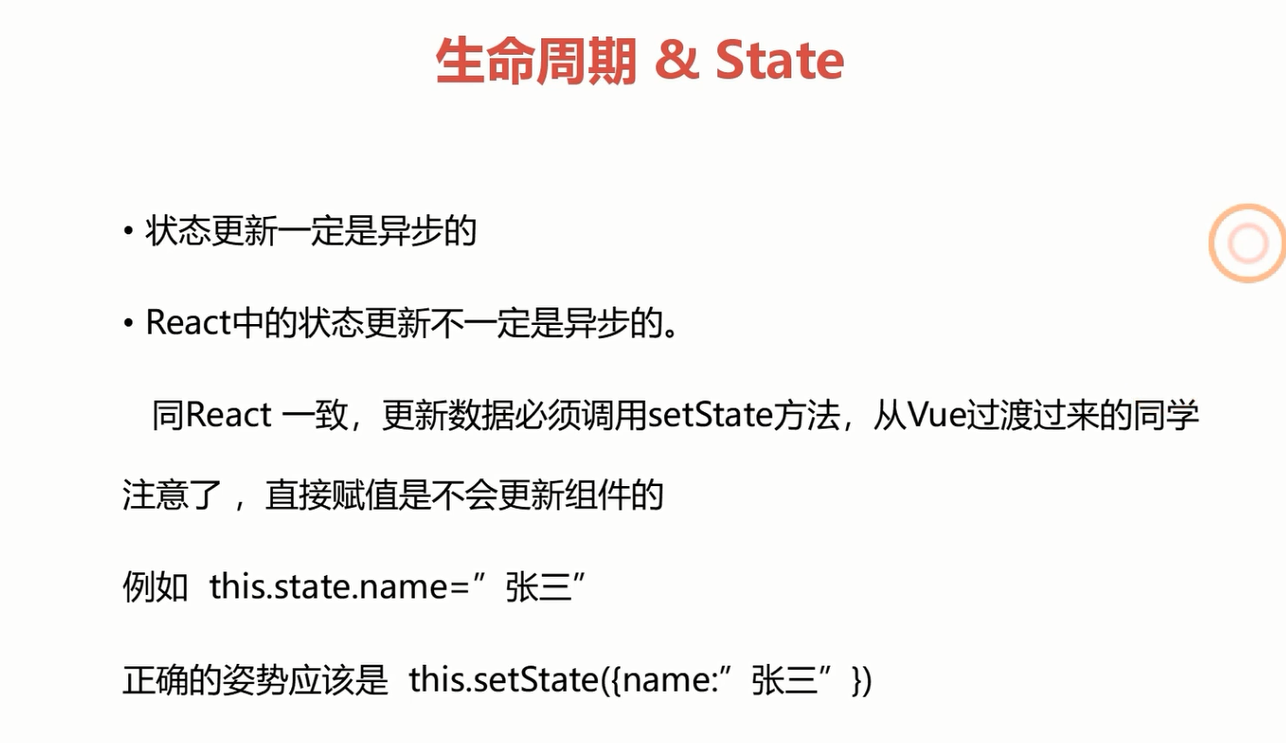 生命周期 & State
• 状态更新一定是异步的
• React中的状态更新不一定是异步的。
同React 一致，更新数据必须调用setState方法，从Vue过渡过来的同学
注意了 ，直接赋值是不会更新组件的
例如 this.state.name=”张三”
正确的姿势应该是 this.setState({name:”张三”})